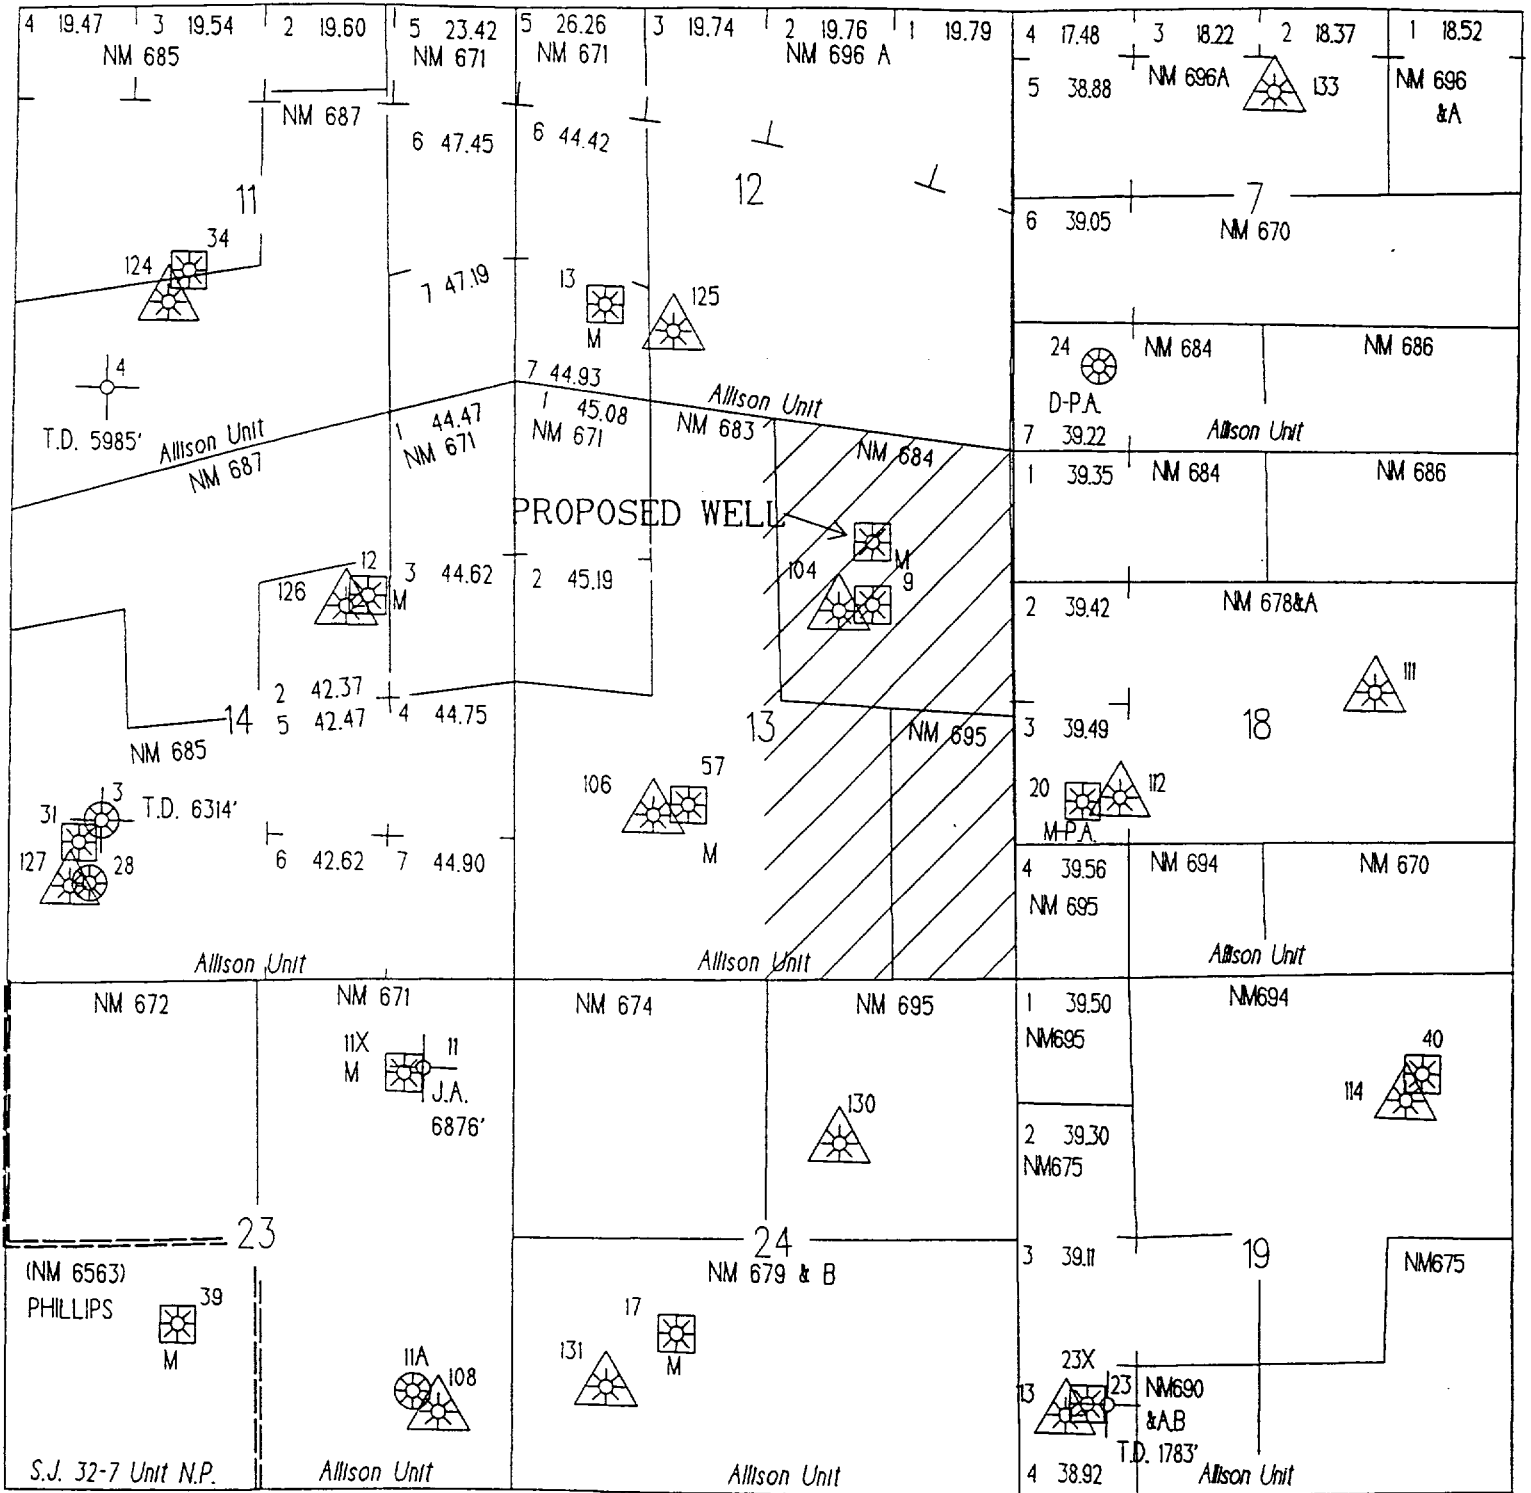 4 19.47 3 19.54 2 19.60 5 23.42 5 26.26 3 19.74 2 19.76 1 19.79 4 17.48 3 18.22 2 18.37 1 18.52
NM 685 NM 671 NM 671 NM 696 A
5 38.88 NM 696A 133 NM 696
&A
NM 687
6 47.45 6 44.42
11 12 7
6 39.05 NM 670
34
124
7 47.19 13 125
M
4
T.D. 5985'
24 NM 684 NM 686
D-P.A.
7 44.93
Allison Unit Allison Unit Allison Unit
7 39.22
1 44.47 1 45.08 NM 683
NM 671 NM 671 NM 684
NM 687
1 39.35 NM 684 NM 686
PROPOSED WELL
M
12
126 M 3 44.62 2 45.19 104 9
2 39.42 NM 678&A
111
2 42.37
14 5 42.47 4 44.75 13 NM 695 3 39.49 18
NM 685
3
31 T.D. 6314'
106 57
M
20 112
M-P.A.
127 28
6 42.62 7 44.90
4 39.56 NM 694 NM 670
NM 695
Allison Unit Allison Unit Allison Unit
NM 672 NM 671 NM 674 NM 695 1 39.50 NM694
NM695
11X 11
M J.A.
6876'
40
114
130
2 39.30
NM675
23 24 19
NM 679 & B
3 39.11 NM675
(NM 6563)
PHILLIPS 39
M
17
M
131
11A
108
23X
13 23 NM690
&A,B
T.D. 1783'
S.J. 32-7 Unit N.P. Allison Unit Allison Unit 4 38.92 Allison Unit